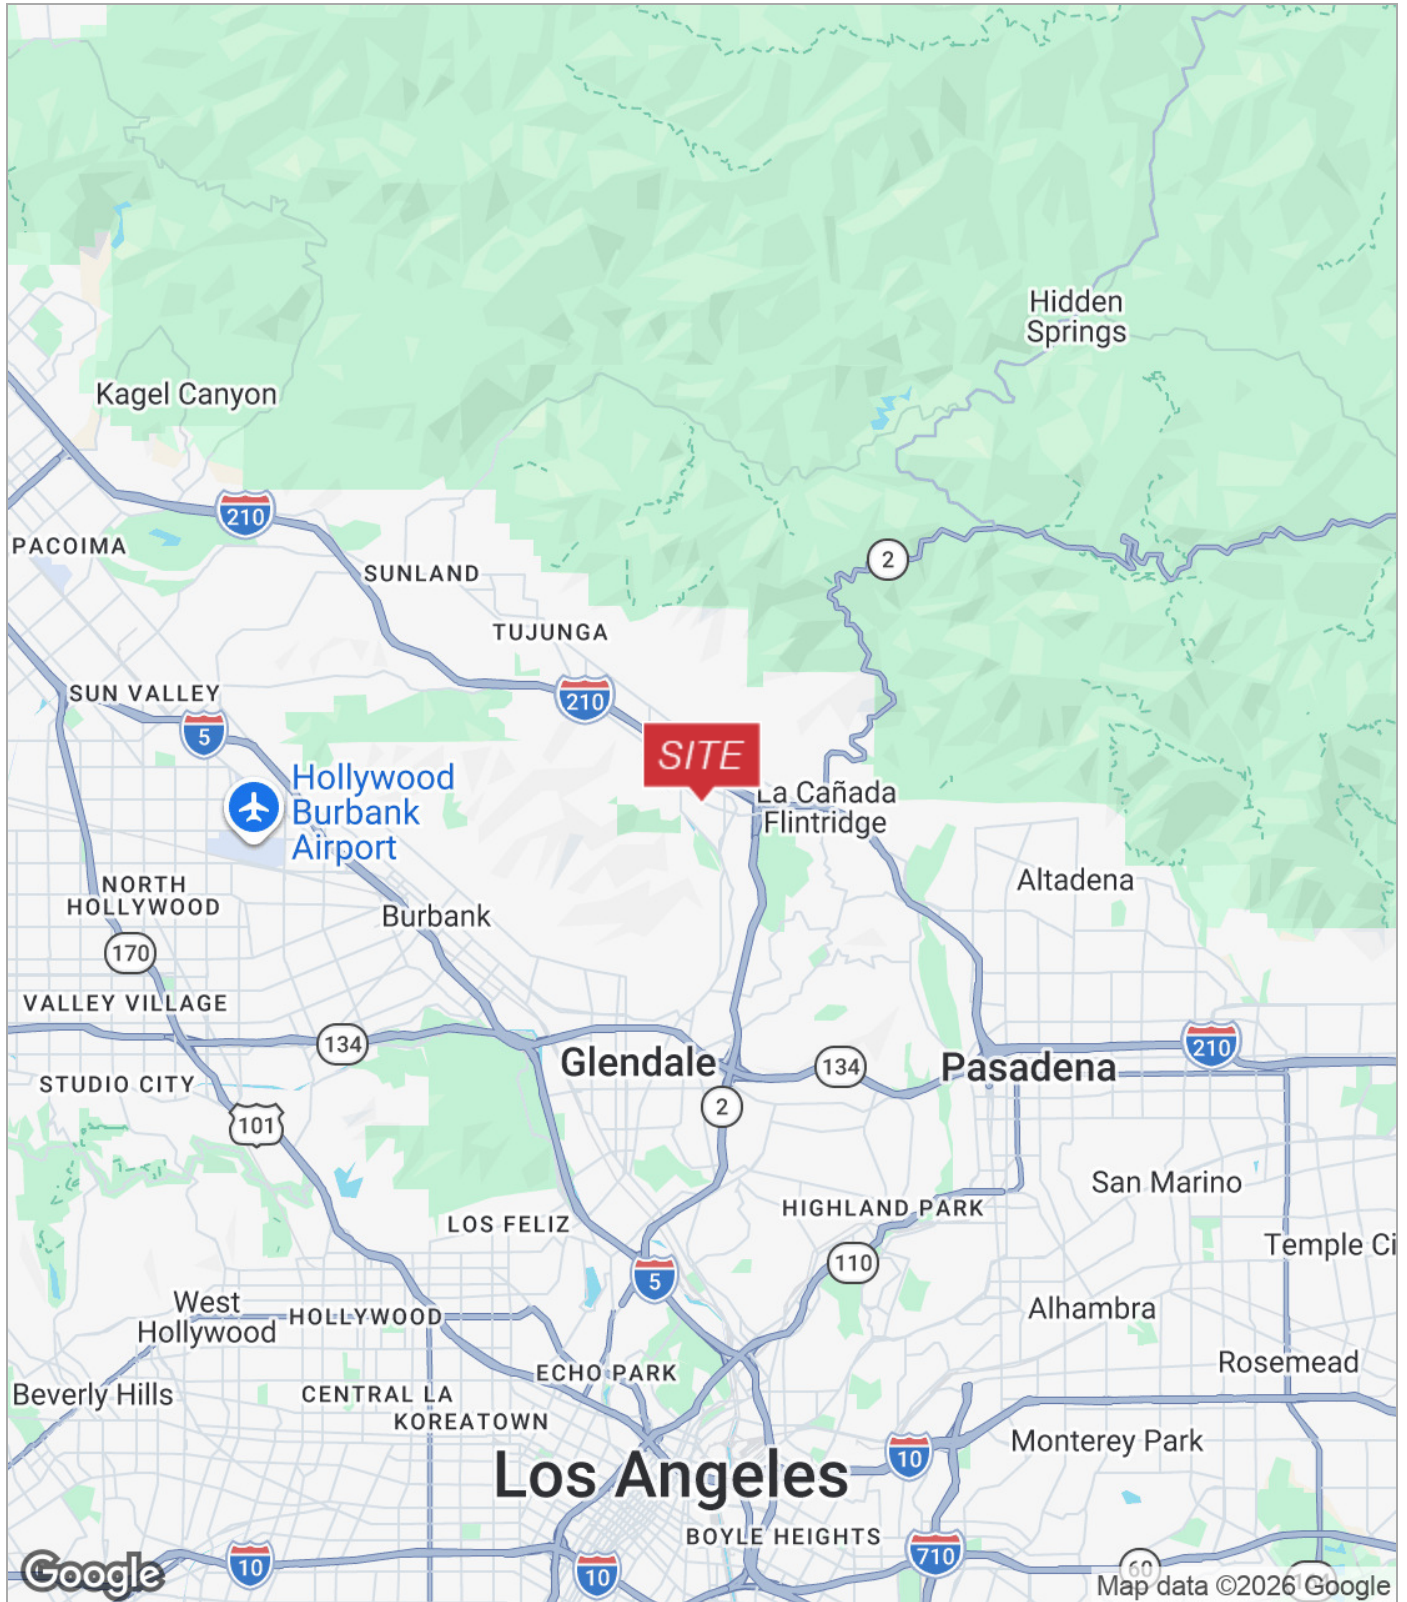 Hidden
Springs
Kagel Canyon
210
PACOIMA
2
SUNLAND
TUJUNGA
210
SUN VALLEY
5
SITE
Hollywood
Burbank
Airport
La Cañada
Flintridge
Altadena
NORTH
HOLLYWOOD
Burbank
170
VALLEY VILLAGE
134
Glendale
134
Pasadena
210
STUDIO CITY
2
101
San Marino
HIGHLAND PARK
LOS FELIZ
Temple Ci
110
5
West
Hollywood
HOLLYWOOD
Alhambra
Rosemead
ECHO PARK
Beverly Hills
CENTRAL LA
KOREATOWN
Monterey Park
10
Los Angeles
BOYLE HEIGHTS
710
10
10
60
Google
Map data ©2026 Google